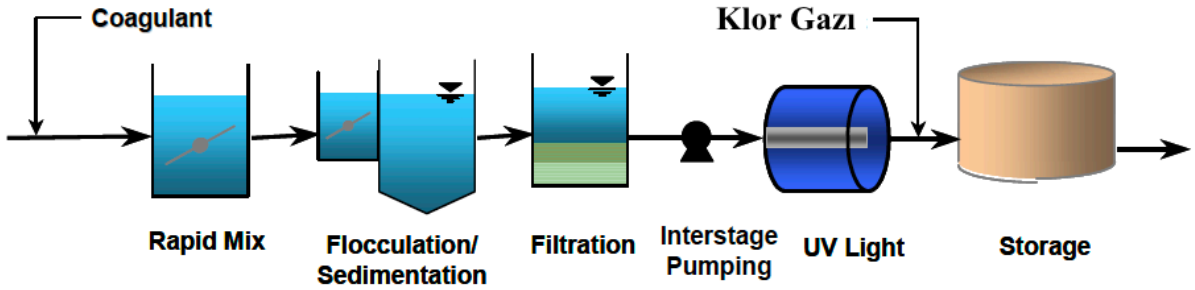 Coagulant
Klor Gazı
Rapid Mix
Flocculation/
Sedimentation
Filtration
Interstage
Pumping
UV Light
Storage